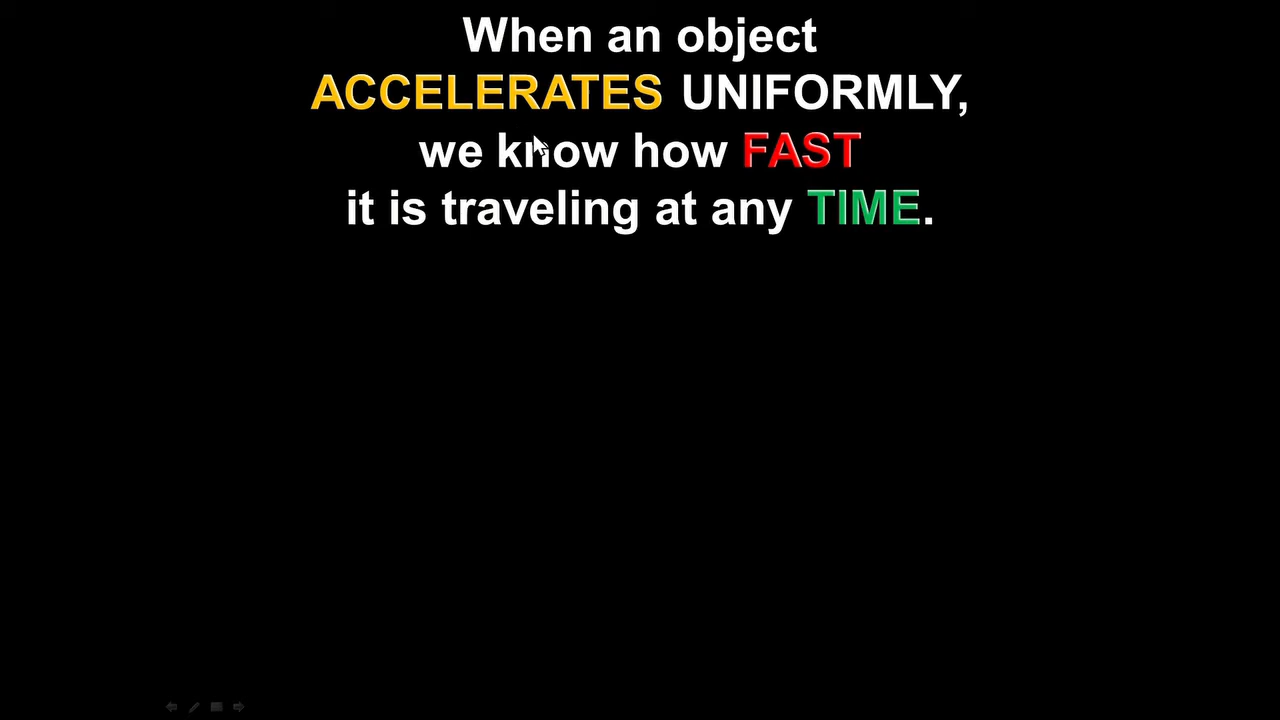 When an object
ACCELERATES UNIFORMLY,
we know how FAST
it is traveling at any TIME.